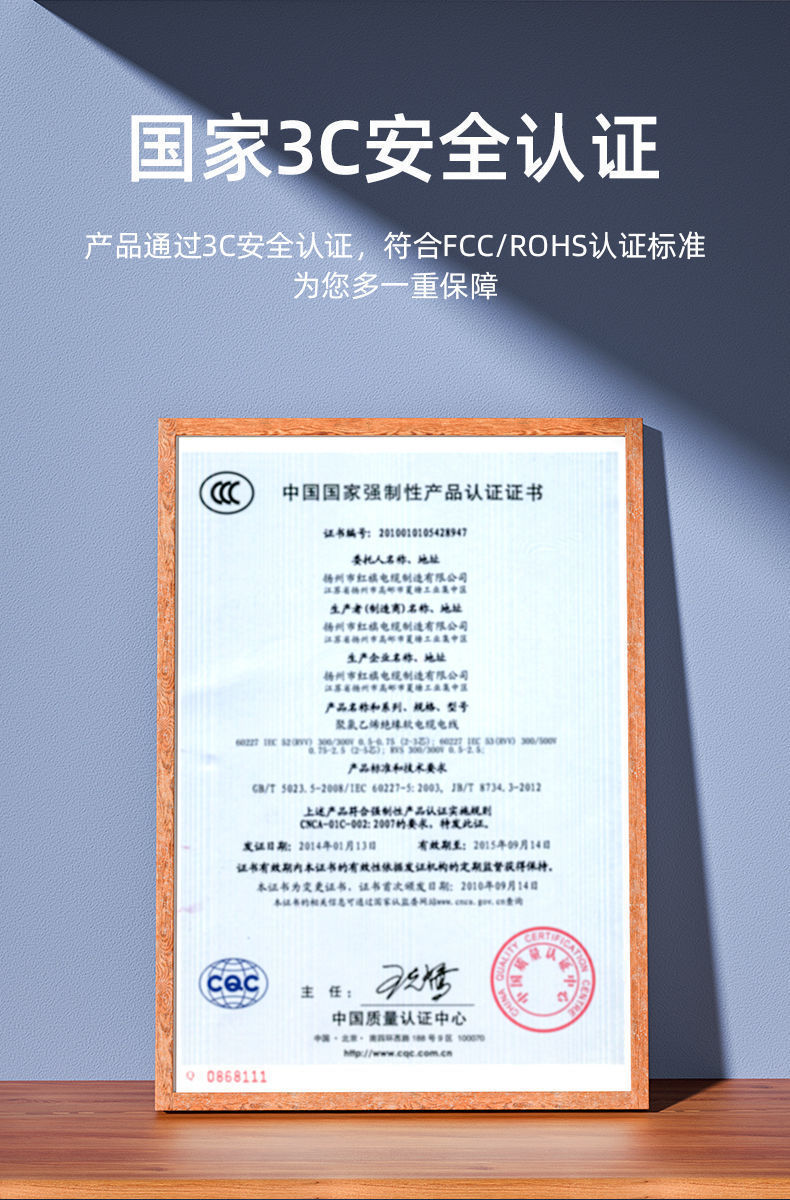 国家3C安全认证
产品通过3C安全认证，符合FCC/ROHS认证标准
为您多一重保障
CCC
中国国家强制性产品认证证书
证书编号：2010010105428947
委托人名称、地址
扬州市红旗电缆制造有限公司
江苏省扬州市高邮市菱塘工业集中区
生产者(制造商)名称、地址
扬州市红旗电缆制造有限公司
江苏省扬州市高邮市菱塘工业集中区
生产企业名称、地址
扬州市红旗电缆制造有限公司
江苏省扬州市高邮市菱塘工业集中区
产品名称和系列、规格、型号
聚氯乙烯绝缘软电缆电线
60227 IEC 52(RVV) 300/300V 0.5-0.75 (2-3芯); 60227 IEC 53(RVV) 300/500V
0.75-2.5 (2-5芯); RVS 300/300V 0.5-2.5;
产品标准和技术要求
GB/T 5023.5-2008/IEC 60227-5:2003, JB/T 8734.3-2012
上述产品符合强制性产品认证实施规则
CNCA-01C-002:2007的要求，特发此证。
发证日期：2014年01月13日 有效期至：2015年09月14日
证书有效期内本证书的有效性依据发证机构的定期监督获得保持。
本证书为变更证书，证书首次颁发日期：2010年09月14日
本证书的相关信息可通过国家认监委网站www.cnca.gov.cn查询
CQC
主 任：
中国质量认证中心
中国·北京·南四环西路188号9区 100070
http://www.cqc.com.cn
CHINA QUALITY CERTIFICATION CENTRE
中国质量认证中心
Q 0868111